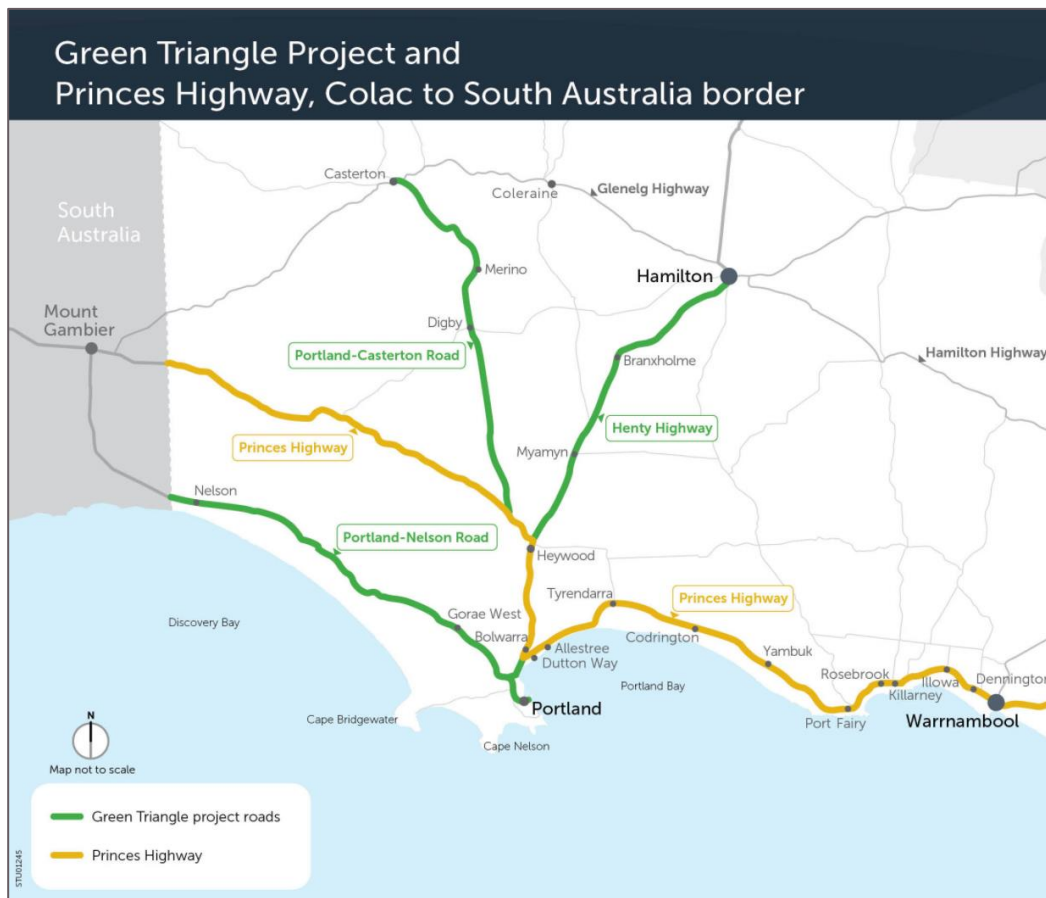 Green Triangle Project and
Princes Highway, Colac to South Australia border
Casterton
Coleraine
Glenelg Highway
South
Australia
Merino
Hamilton
Mount
Gambier
Digby
Portland-Casterton Road
Branxholme
Hamilton Highway
Princes Highway
Henty Highway
Myamyn
Nelson
Portland-Nelson Road
Heywood
Tyrendarra
Princes Highway
Gorae West
Discovery Bay
Bolwarra
Allestree
Codrington
Dutton Way
Yambuk
Rosebrook
Illowa
Dennington
Portland Bay
Killarney
Portland
Cape Bridgewater
Port Fairy
Warrnambool
Cape Nelson
N
Map not to scale
Green Triangle project roads
Princes Highway
STU01245